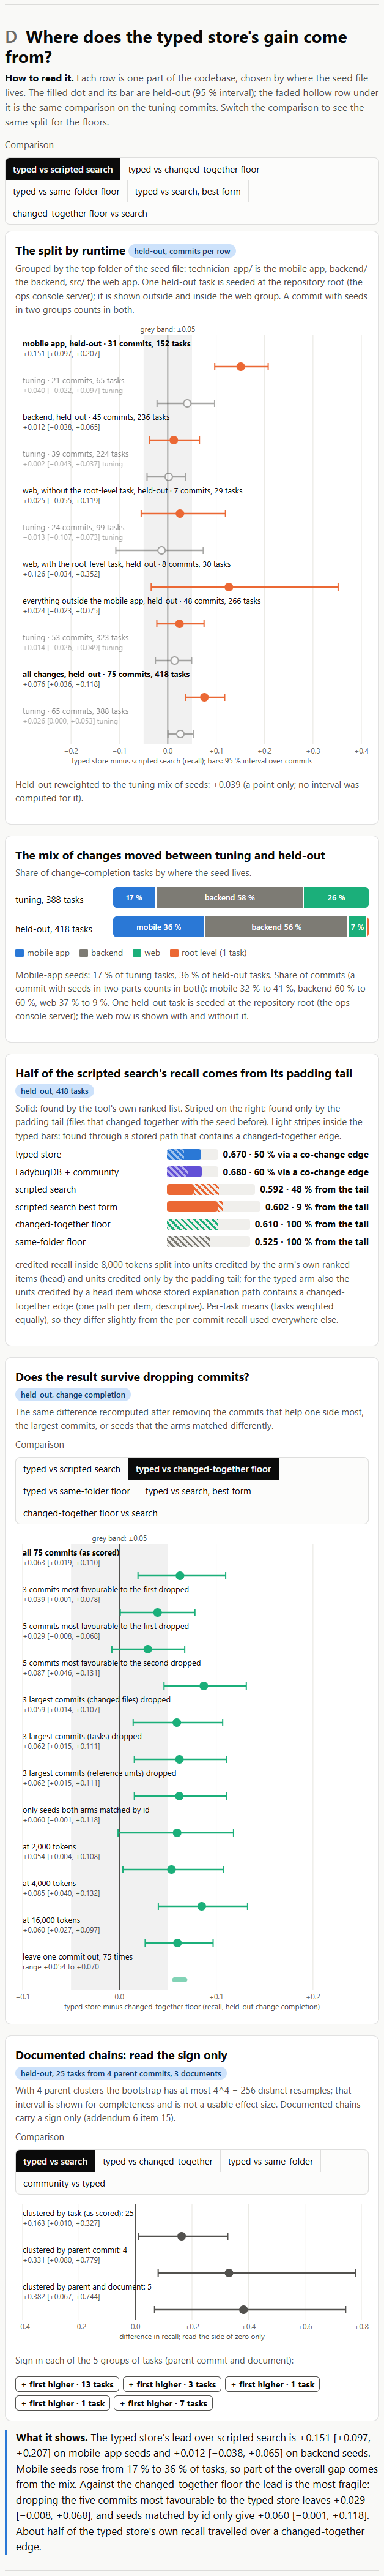 D Where does the typed store's gain come
from?
How to read it. Each row is one part of the codebase, chosen by where the seed file
lives. The filled dot and its bar are held-out (95 % interval); the faded hollow row under
it is the same comparison on the tuning commits. Switch the comparison to see the
same split for the floors.
Comparison
typed vs scripted search
typed vs changed-together floor
typed vs same-folder floor
typed vs search, best form
changed-together floor vs search
The split by runtime held-out, commits per row
Grouped by the top folder of the seed file: technician-app/ is the mobile app, backend/
the backend, src/ the web app. One held-out task is seeded at the repository root (the
ops console server); it is shown outside and inside the web group. A commit with seeds
in two groups counts in both.
grey band: ±0.05
mobile app, held-out · 31 commits, 152 tasks
+0.151 [+0.097, +0.207]
tuning · 21 commits, 65 tasks
+0.040 [−0.022, +0.097] tuning
backend, held-out · 45 commits, 236 tasks
+0.012 [−0.038, +0.065]
tuning · 39 commits, 224 tasks
+0.002 [−0.043, +0.037] tuning
web, without the root-level task, held-out · 7 commits, 29 tasks
+0.025 [−0.055, +0.119]
tuning · 24 commits, 99 tasks
−0.013 [−0.107, +0.073] tuning
web, with the root-level task, held-out · 8 commits, 30 tasks
+0.126 [−0.034, +0.352]
everything outside the mobile app, held-out · 48 commits, 266 tasks
+0.024 [−0.023, +0.075]
tuning · 53 commits, 323 tasks
+0.014 [−0.026, +0.049] tuning
all changes, held-out · 75 commits, 418 tasks
+0.076 [+0.036, +0.118]
tuning · 65 commits, 388 tasks
+0.026 [0.000, +0.053] tuning
−0.2 −0.1 0.0 +0.1 +0.2 +0.3 +0.4
typed store minus scripted search (recall); bars: 95 % interval over commits
Held-out reweighted to the tuning mix of seeds: +0.039 (a point only; no interval was
computed for it).
The mix of changes moved between tuning and held-out
Share of change-completion tasks by where the seed lives.
tuning, 388 tasks 17 % backend 58 % 26 %
held-out, 418 tasks mobile 36 % backend 56 % 7 %
mobile app backend web root level (1 task)
Mobile-app seeds: 17 % of tuning tasks, 36 % of held-out tasks. Share of commits (a
commit with seeds in two parts counts in both): mobile 32 % to 41 %, backend 60 % to
60 %, web 37 % to 9 %. One held-out task is seeded at the repository root (the ops
console server); the web row is shown with and without it.
Half of the scripted search's recall comes from its padding tail
held-out, 418 tasks
Solid: found by the tool's own ranked list. Striped on the right: found only by the
padding tail (files that changed together with the seed before). Light stripes inside the
typed bars: found through a stored path that contains a changed-together edge.
typed store 0.670 · 50 % via a co-change edge
LadybugDB + community 0.680 · 60 % via a co-change edge
scripted search 0.592 · 48 % from the tail
scripted search best form 0.602 · 9 % from the tail
changed-together floor 0.610 · 100 % from the tail
same-folder floor 0.525 · 100 % from the tail
credited recall inside 8,000 tokens split into units credited by the arm's own ranked
items (head) and units credited only by the padding tail; for the typed arm also the
units credited by a head item whose stored explanation path contains a changed-
together edge (one path per item, descriptive). Per-task means (tasks weighted
equally), so they differ slightly from the per-commit recall used everywhere else.
Does the result survive dropping commits?
held-out, change completion
The same difference recomputed after removing the commits that help one side most,
the largest commits, or seeds that the arms matched differently.
Comparison
typed vs scripted search
typed vs changed-together floor
typed vs same-folder floor
typed vs search, best form
changed-together floor vs search
grey band: ±0.05
all 75 commits (as scored)
+0.063 [+0.019, +0.110]
3 commits most favourable to the first dropped
+0.039 [+0.001, +0.078]
5 commits most favourable to the first dropped
+0.029 [−0.008, +0.068]
5 commits most favourable to the second dropped
+0.087 [+0.046, +0.131]
3 largest commits (changed files) dropped
+0.059 [+0.014, +0.107]
3 largest commits (tasks) dropped
+0.062 [+0.015, +0.111]
3 largest commits (reference units) dropped
+0.062 [+0.015, +0.111]
only seeds both arms matched by id
+0.060 [−0.001, +0.118]
at 2,000 tokens
+0.054 [+0.004, +0.108]
at 4,000 tokens
+0.085 [+0.040, +0.132]
at 16,000 tokens
+0.060 [+0.027, +0.097]
leave one commit out, 75 times
range +0.054 to +0.070
−0.1 0.0 +0.1 +0.2
typed store minus changed-together floor (recall, held-out change completion)
Documented chains: read the sign only
held-out, 25 tasks from 4 parent commits, 3 documents
With 4 parent clusters the bootstrap has at most 4^4 = 256 distinct resamples; that
interval is shown for completeness and is not a usable effect size. Documented chains
carry a sign only (addendum 6 item 15).
Comparison
typed vs search
typed vs changed-together
typed vs same-folder
community vs typed
clustered by task (as scored): 25
+0.163 [+0.010, +0.327]
clustered by parent commit: 4
+0.331 [+0.080, +0.779]
clustered by parent and document: 5
+0.382 [+0.067, +0.744]
−0.4 −0.2 0.0 +0.2 +0.4 +0.6 +0.8
difference in recall; read the side of zero only
Sign in each of the 5 groups of tasks (parent commit and document):
+ first higher · 13 tasks
+ first higher · 3 tasks
+ first higher · 1 task
+ first higher · 1 task
+ first higher · 7 tasks
What it shows. The typed store's lead over scripted search is +0.151 [+0.097,
+0.207] on mobile-app seeds and +0.012 [−0.038, +0.065] on backend seeds.
Mobile seeds rose from 17 % to 36 % of tasks, so part of the overall gap comes
from the mix. Against the changed-together floor the lead is the most fragile:
dropping the five commits most favourable to the typed store leaves +0.029
[−0.008, +0.068], and seeds matched by id only give +0.060 [−0.001, +0.118].
About half of the typed store's own recall travelled over a changed-together
edge.